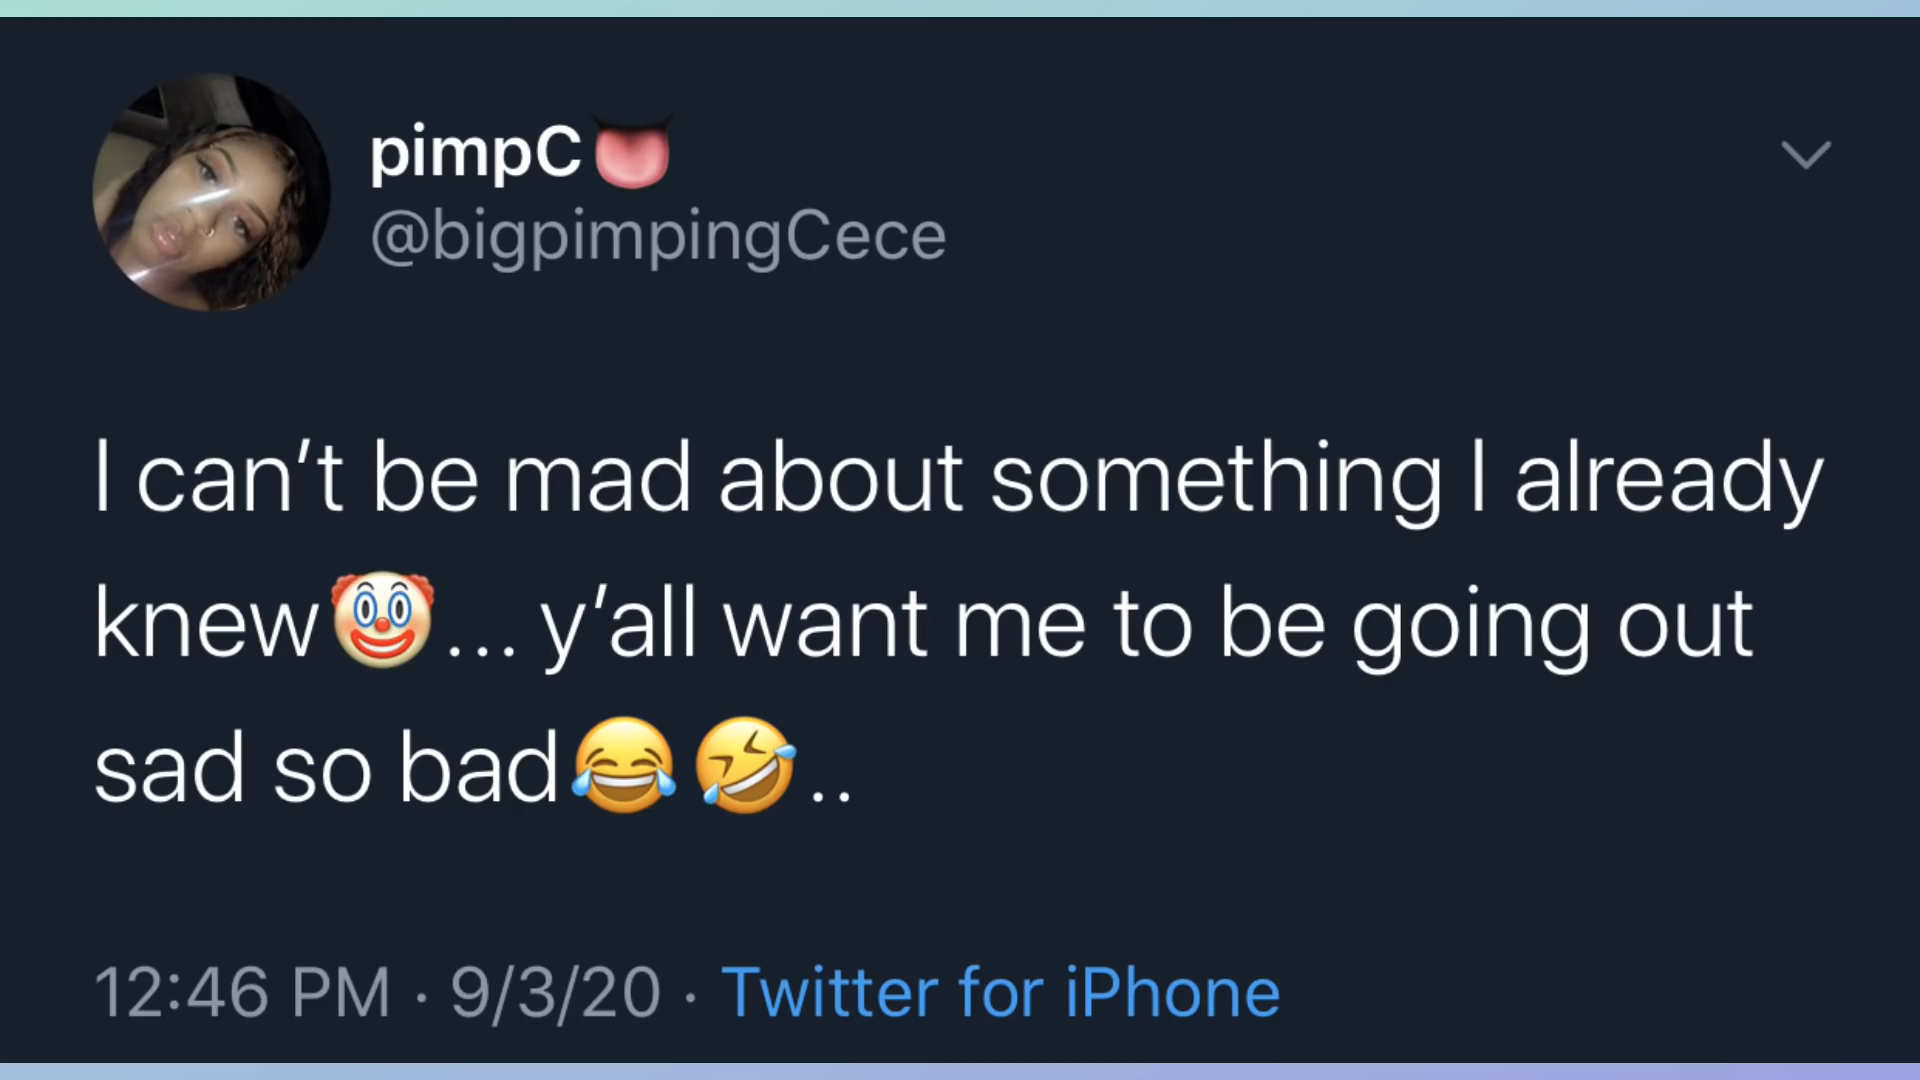 pimpC👅
@bigpimpingCece
I can’t be mad about something I already
knew🤡... y’all want me to be going out
sad so bad😂🤣..
12:46 PM · 9/3/20 · Twitter for iPhone